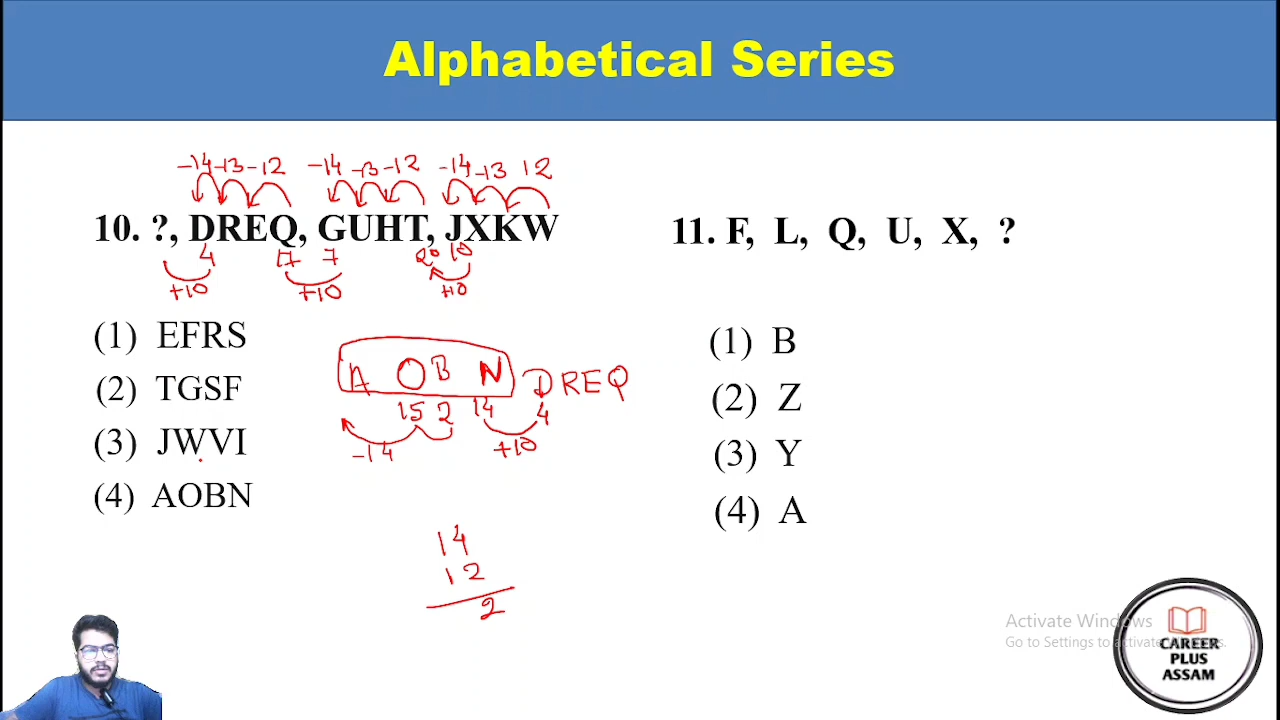 Alphabetical Series
-14 -13 -12 -14 -13 -12 -14 -13 12
10. ?, DREQ, GUHT, JXKW
4 17 7 20 10
+10 +10 +10
(1) EFRS
(2) TGSF
(3) JWVI
(4) AOBN
A O B N D R E Q
15 2 14 4
-14 +10
14
12
2
11. F, L, Q, U, X, ?
(1) B
(2) Z
(3) Y
(4) A
Activate Windows
Go to Settings to activate Windows.
CAREER
PLUS
ASSAM